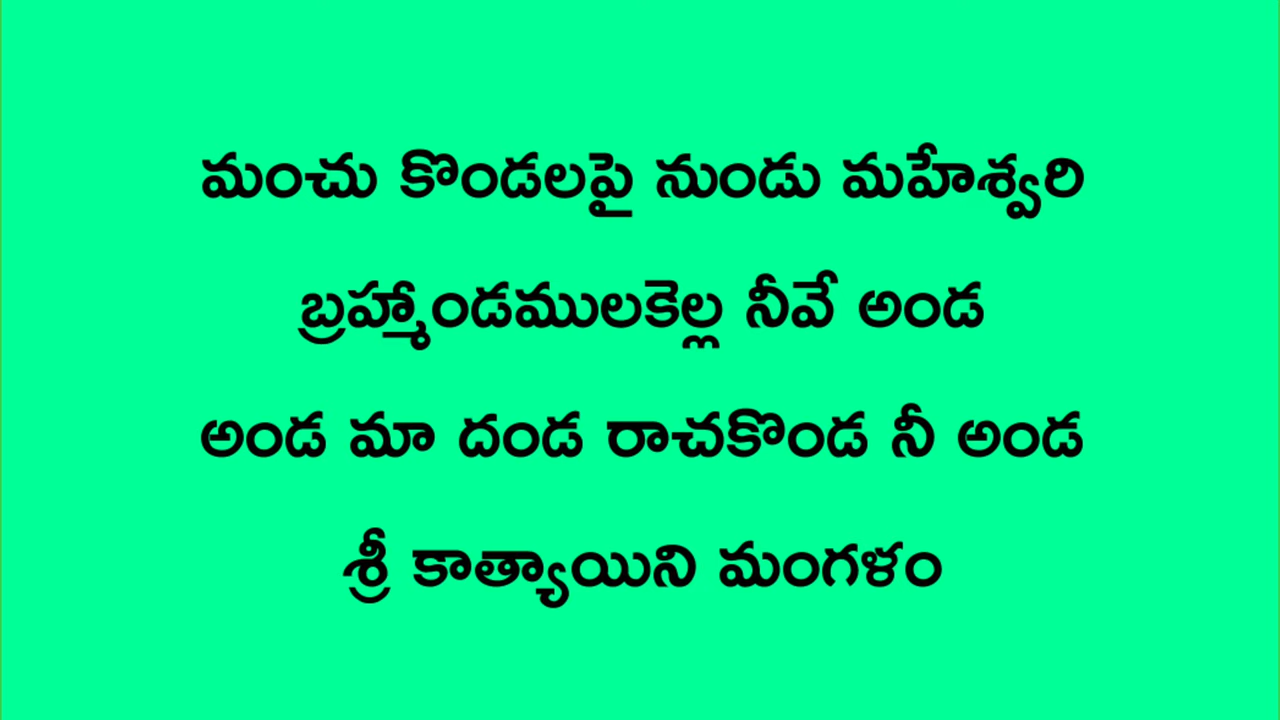 మంచు కొండలపై నుండు మహేశ్వరి
బ్రహ్మాండములకెల్ల నీవే అండ
అండ మా దండ రాచకొండ నీ అండ
శ్రీ కాత్యాయిని మంగళం